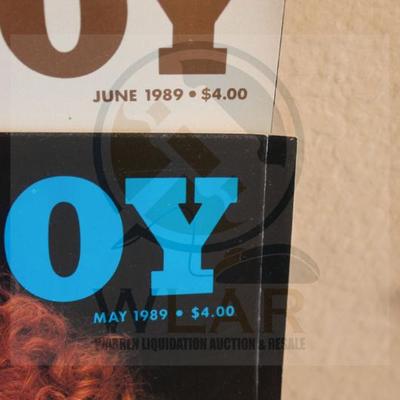 OY
JUNE 1989 • $4.00
OY
MAY 1989 • $4.00
WLAR
WARREN LIQUIDATION AUCTION & RESALE